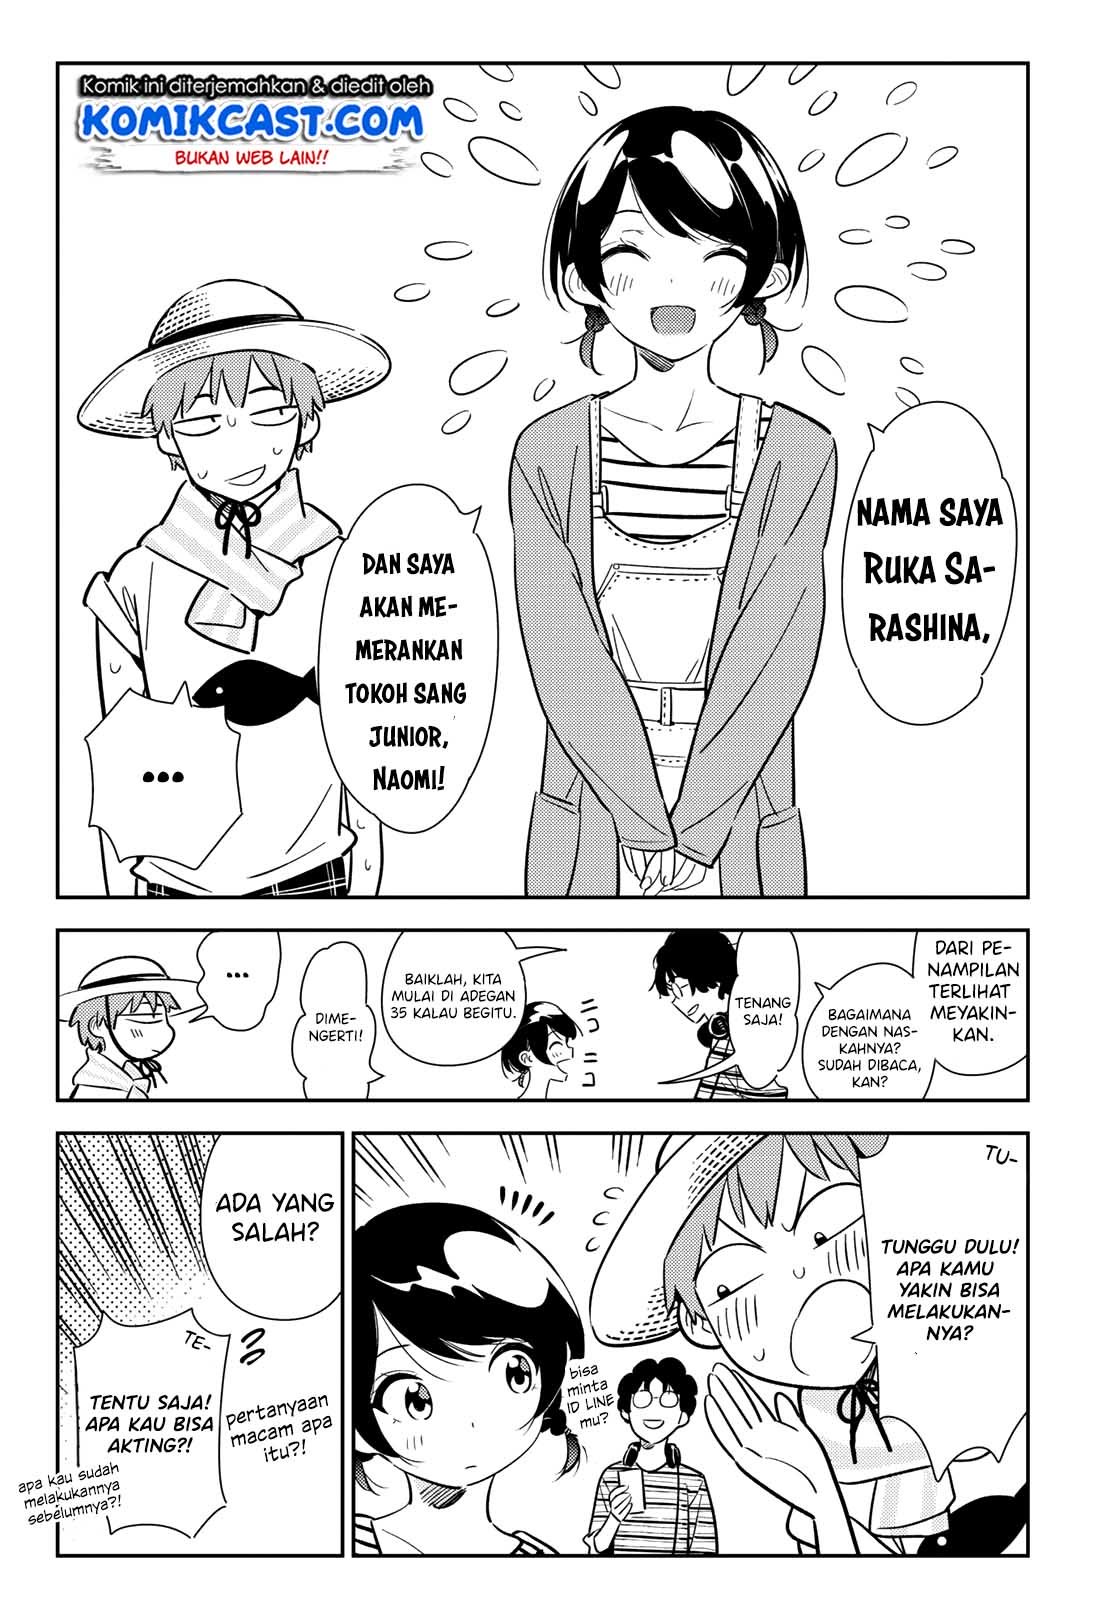 Komik ini diterjemahkan & diedit oleh
KOMIKCAST.COM
BUKAN WEB LAIN!!
NAMA SAYA
RUKA SA-
RASHINA,
DAN SAYA
AKAN ME-
MERANKAN
TOKOH SANG
JUNIOR,
NAOMI!
...
DARI PE-
NAMPILAN
TERLIHAT
MEYAKIN-
KAN.
BAGAIMANA
DENGAN NAS-
KAHNYA?
SUDAH DIBACA,
KAN?
TENANG
SAJA!
ニコ
ニコ
BAIKLAH, KITA
MULAI DI ADEGAN
35 KALAU BEGITU.
DIME-
NGERTI!
...
TU-
TUNGGU DULU!
APA KAMU
YAKIN BISA
MELAKUKAN-
NYA?
bisa
minta
ID LINE
mu?
ADA YANG
SALAH?
TE-
TENTU SAJA!
APA KAU BISA
AKTING?!
pertanyaan
macam apa
itu?!
apa kau sudah
melakukannya
sebelumnya?!